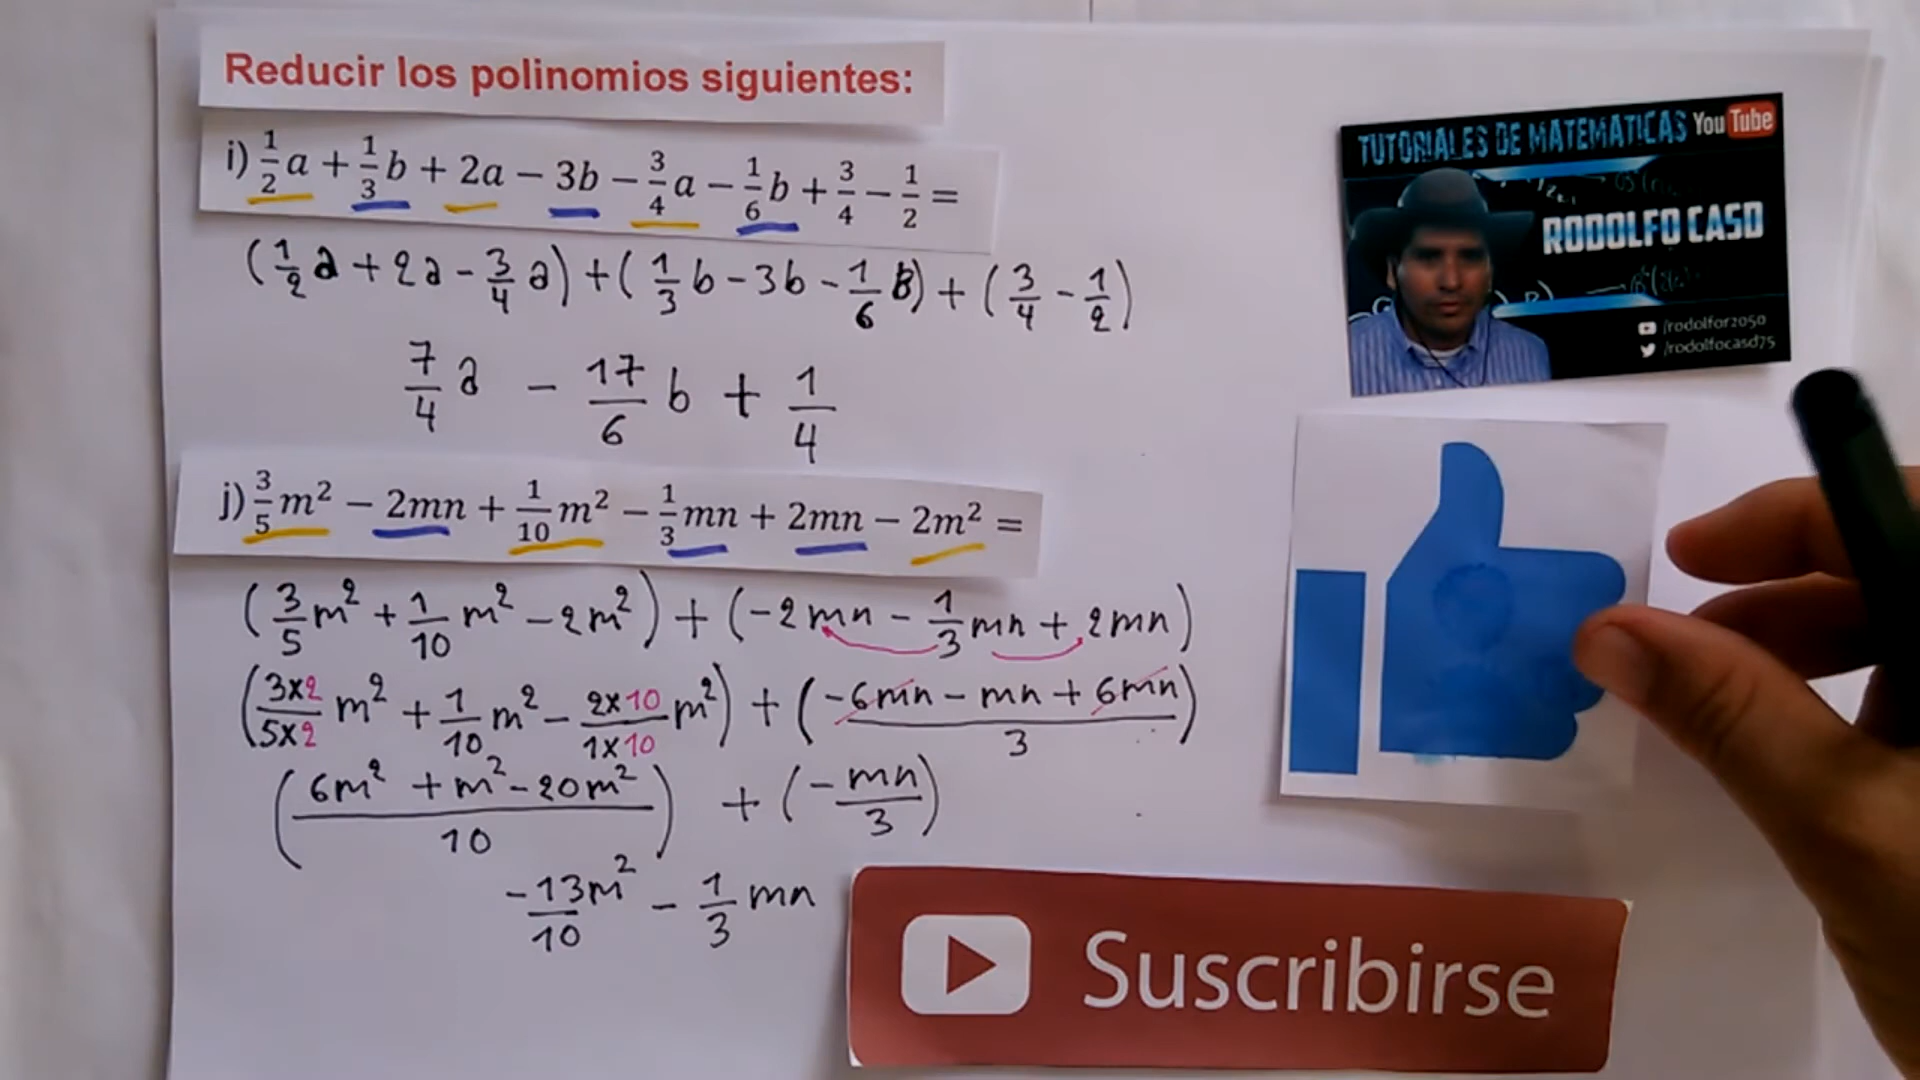 Reducir los polinomios siguientes:
i) 1/2 a + 1/3 b + 2a − 3b − 3/4 a − 1/6 b + 3/4 − 1/2 =
(1/2 a + 2a - 3/4 a) + (1/3 b - 3b - 1/6 b) + (3/4 - 1/2)
7/4 a - 17/6 b + 1/4
j) 3/5 m² − 2mn + 1/10 m² − 1/3 mn + 2mn − 2m² =
(3/5 m² + 1/10 m² - 2m²) + (-2mn - 1/3 mn + 2mn)
(3x2/5x2 m² + 1/10 m² - 2x10/1x10 m²) + (-6mn - mn + 6mn / 3)
(6m² + m² - 20m² / 10) + (-mn/3)
-13m²/10 - 1/3 mn
TUTORIALES DE MATEMATICAS YouTube
RODOLFO CASD
/rodolfor2050
/rodolfocasd75
Suscribirse